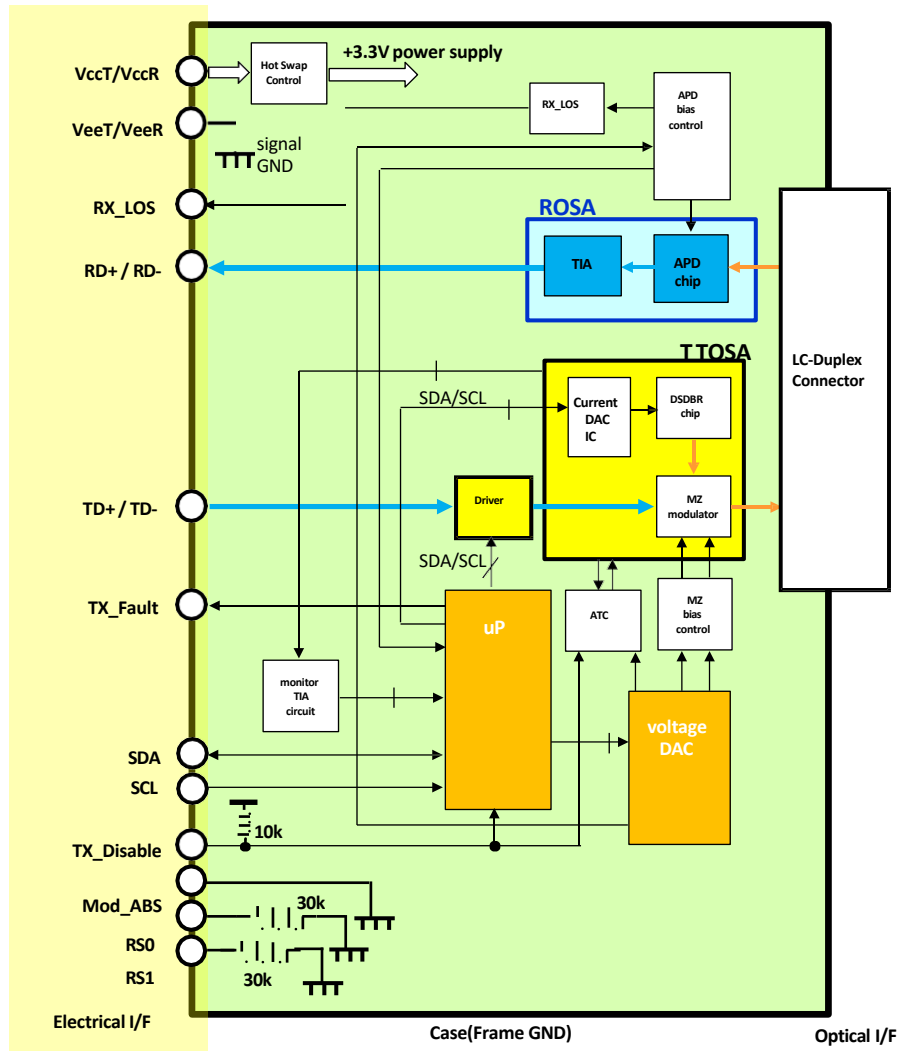 VccT/VccR
Hot Swap
Control
+3.3V power supply
VeeT/VeeR
signal
GND
RX_LOS
APD
bias
control
RX_LOS
ROSA
RD+ / RD-
TIA
APD
chip
LC-Duplex
Connector
T TOSA
SDA/SCL
Current
DAC
IC
DSDBR
chip
TD+ / TD-
Driver
MZ
modulator
SDA/SCL
TX_Fault
uP
ATC
MZ
bias
control
monitor
TIA
circuit
voltage
DAC
SDA
SCL
10k
TX_Disable
Mod_ABS
30k
RS0
RS1
30k
Electrical I/F
Case(Frame GND)
Optical I/F